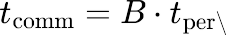 t_comm = B · t_per\